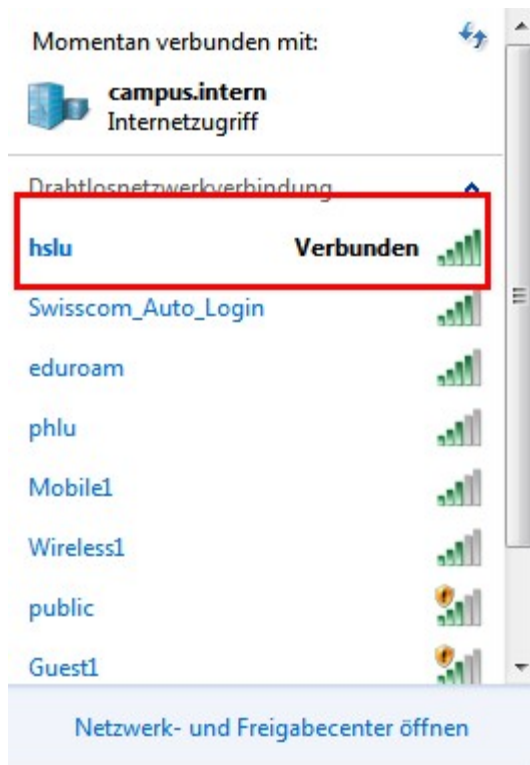 Momentan verbunden mit:
campus.intern
Internetzugriff
Drahtlosnetzwerkverbindung
hslu Verbunden
Swisscom_Auto_Login
eduroam
phlu
Mobile1
Wireless1
public
Guest1
Netzwerk- und Freigabecenter öffnen